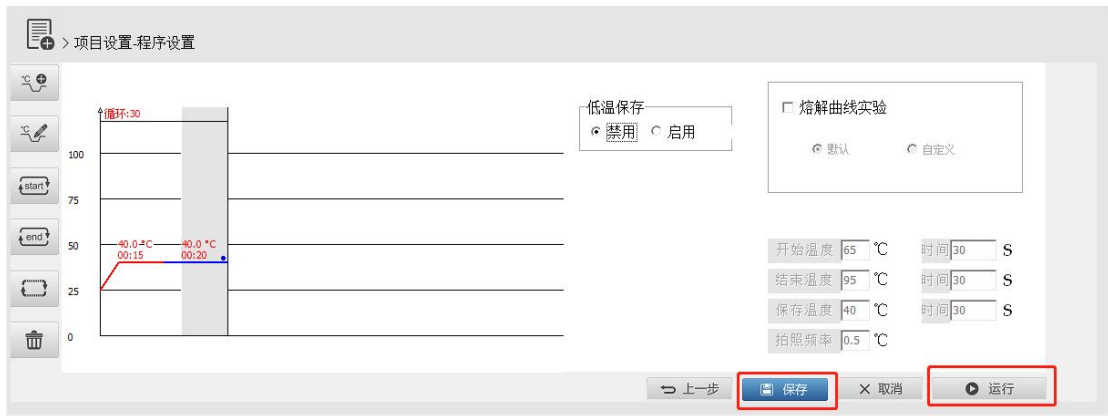 > 项目设置-程序设置
℃
℃
start
end
循环:30
100
75
50
25
0
40.0 °C
00:15
40.0 °C
00:20
低温保存
禁用 启用
熔解曲线实验
默认 自定义
开始温度 65 ℃ 时间 30 S
结束温度 95 ℃ 时间 30 S
保存温度 40 ℃ 时间 30 S
拍照频率 0.5 ℃
上一步 保存 取消 运行